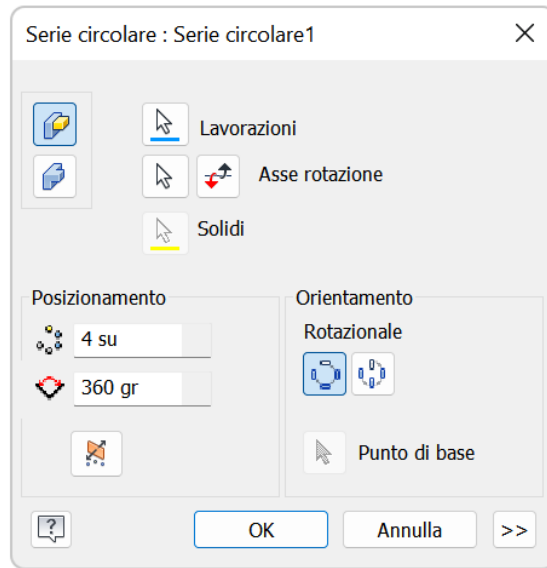 Serie circolare : Serie circolare1
Lavorazioni
Asse rotazione
Solidi
Posizionamento
4 su
360 gr
Orientamento
Rotazionale
Punto di base
?
OK
Annulla
>>